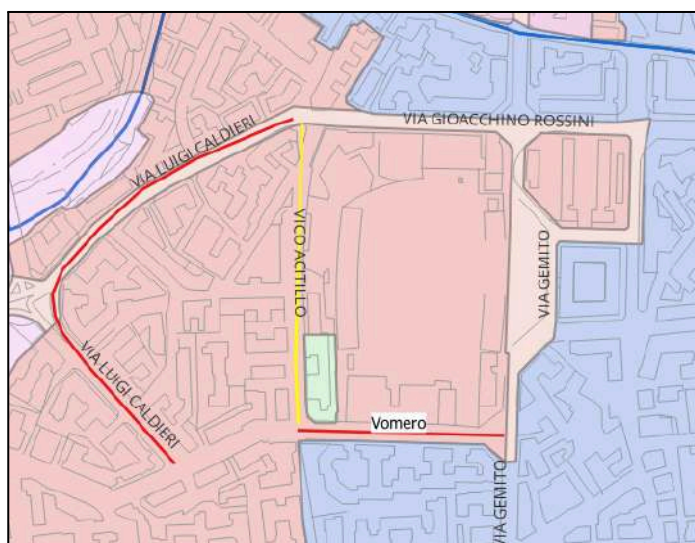 VIA GIOACCHINO ROSSINI
VIA LUIGI CALDIERI
VICO ACITILLO
VIA GEMITO
VIA LUIGI CALDIERI
Vomero
VIA GEMITO